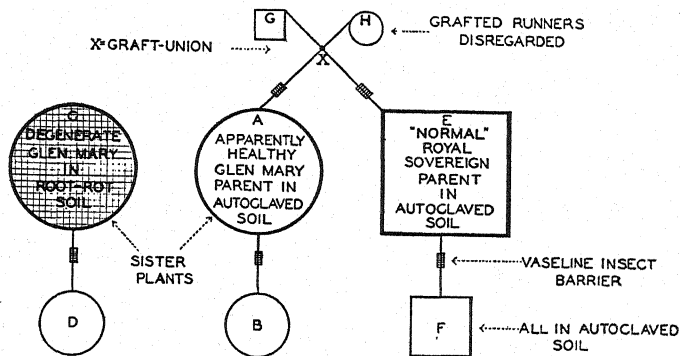 G
H
GRAFTED RUNNERS
DISREGARDED
X=GRAFT-UNION
X
C
DEGENERATE
GLEN MARY
IN
ROOT-ROT
SOIL
A
APPARENTLY
HEALTHY
GLEN MARY
PARENT IN
AUTOCLAVED
SOIL
E
"NORMAL"
ROYAL
SOVEREIGN
PARENT
IN
AUTOCLAVED
SOIL
SISTER
PLANTS
VASELINE INSECT
BARRIER
D
B
F
ALL IN AUTOCLAVED
SOIL